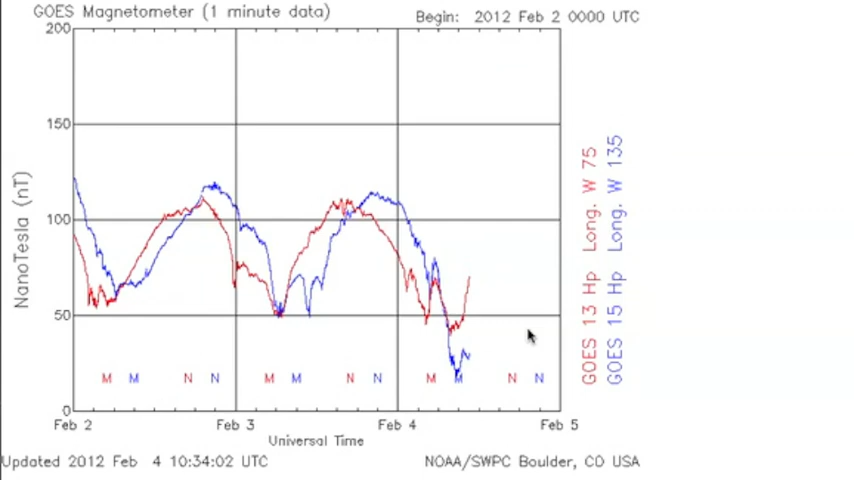 GOES Magnetometer (1 minute data)
Begin: 2012 Feb 2 0000 UTC
200
150
100
50
0
NanoTesla (nT)
M M N N M M N N M M N N
Feb 2 Feb 3 Feb 4 Feb 5
Universal Time
GOES 13 Hp Long. W 75
GOES 15 Hp Long. W 135
Updated 2012 Feb 4 10:34:02 UTC
NOAA/SWPC Boulder, CO USA